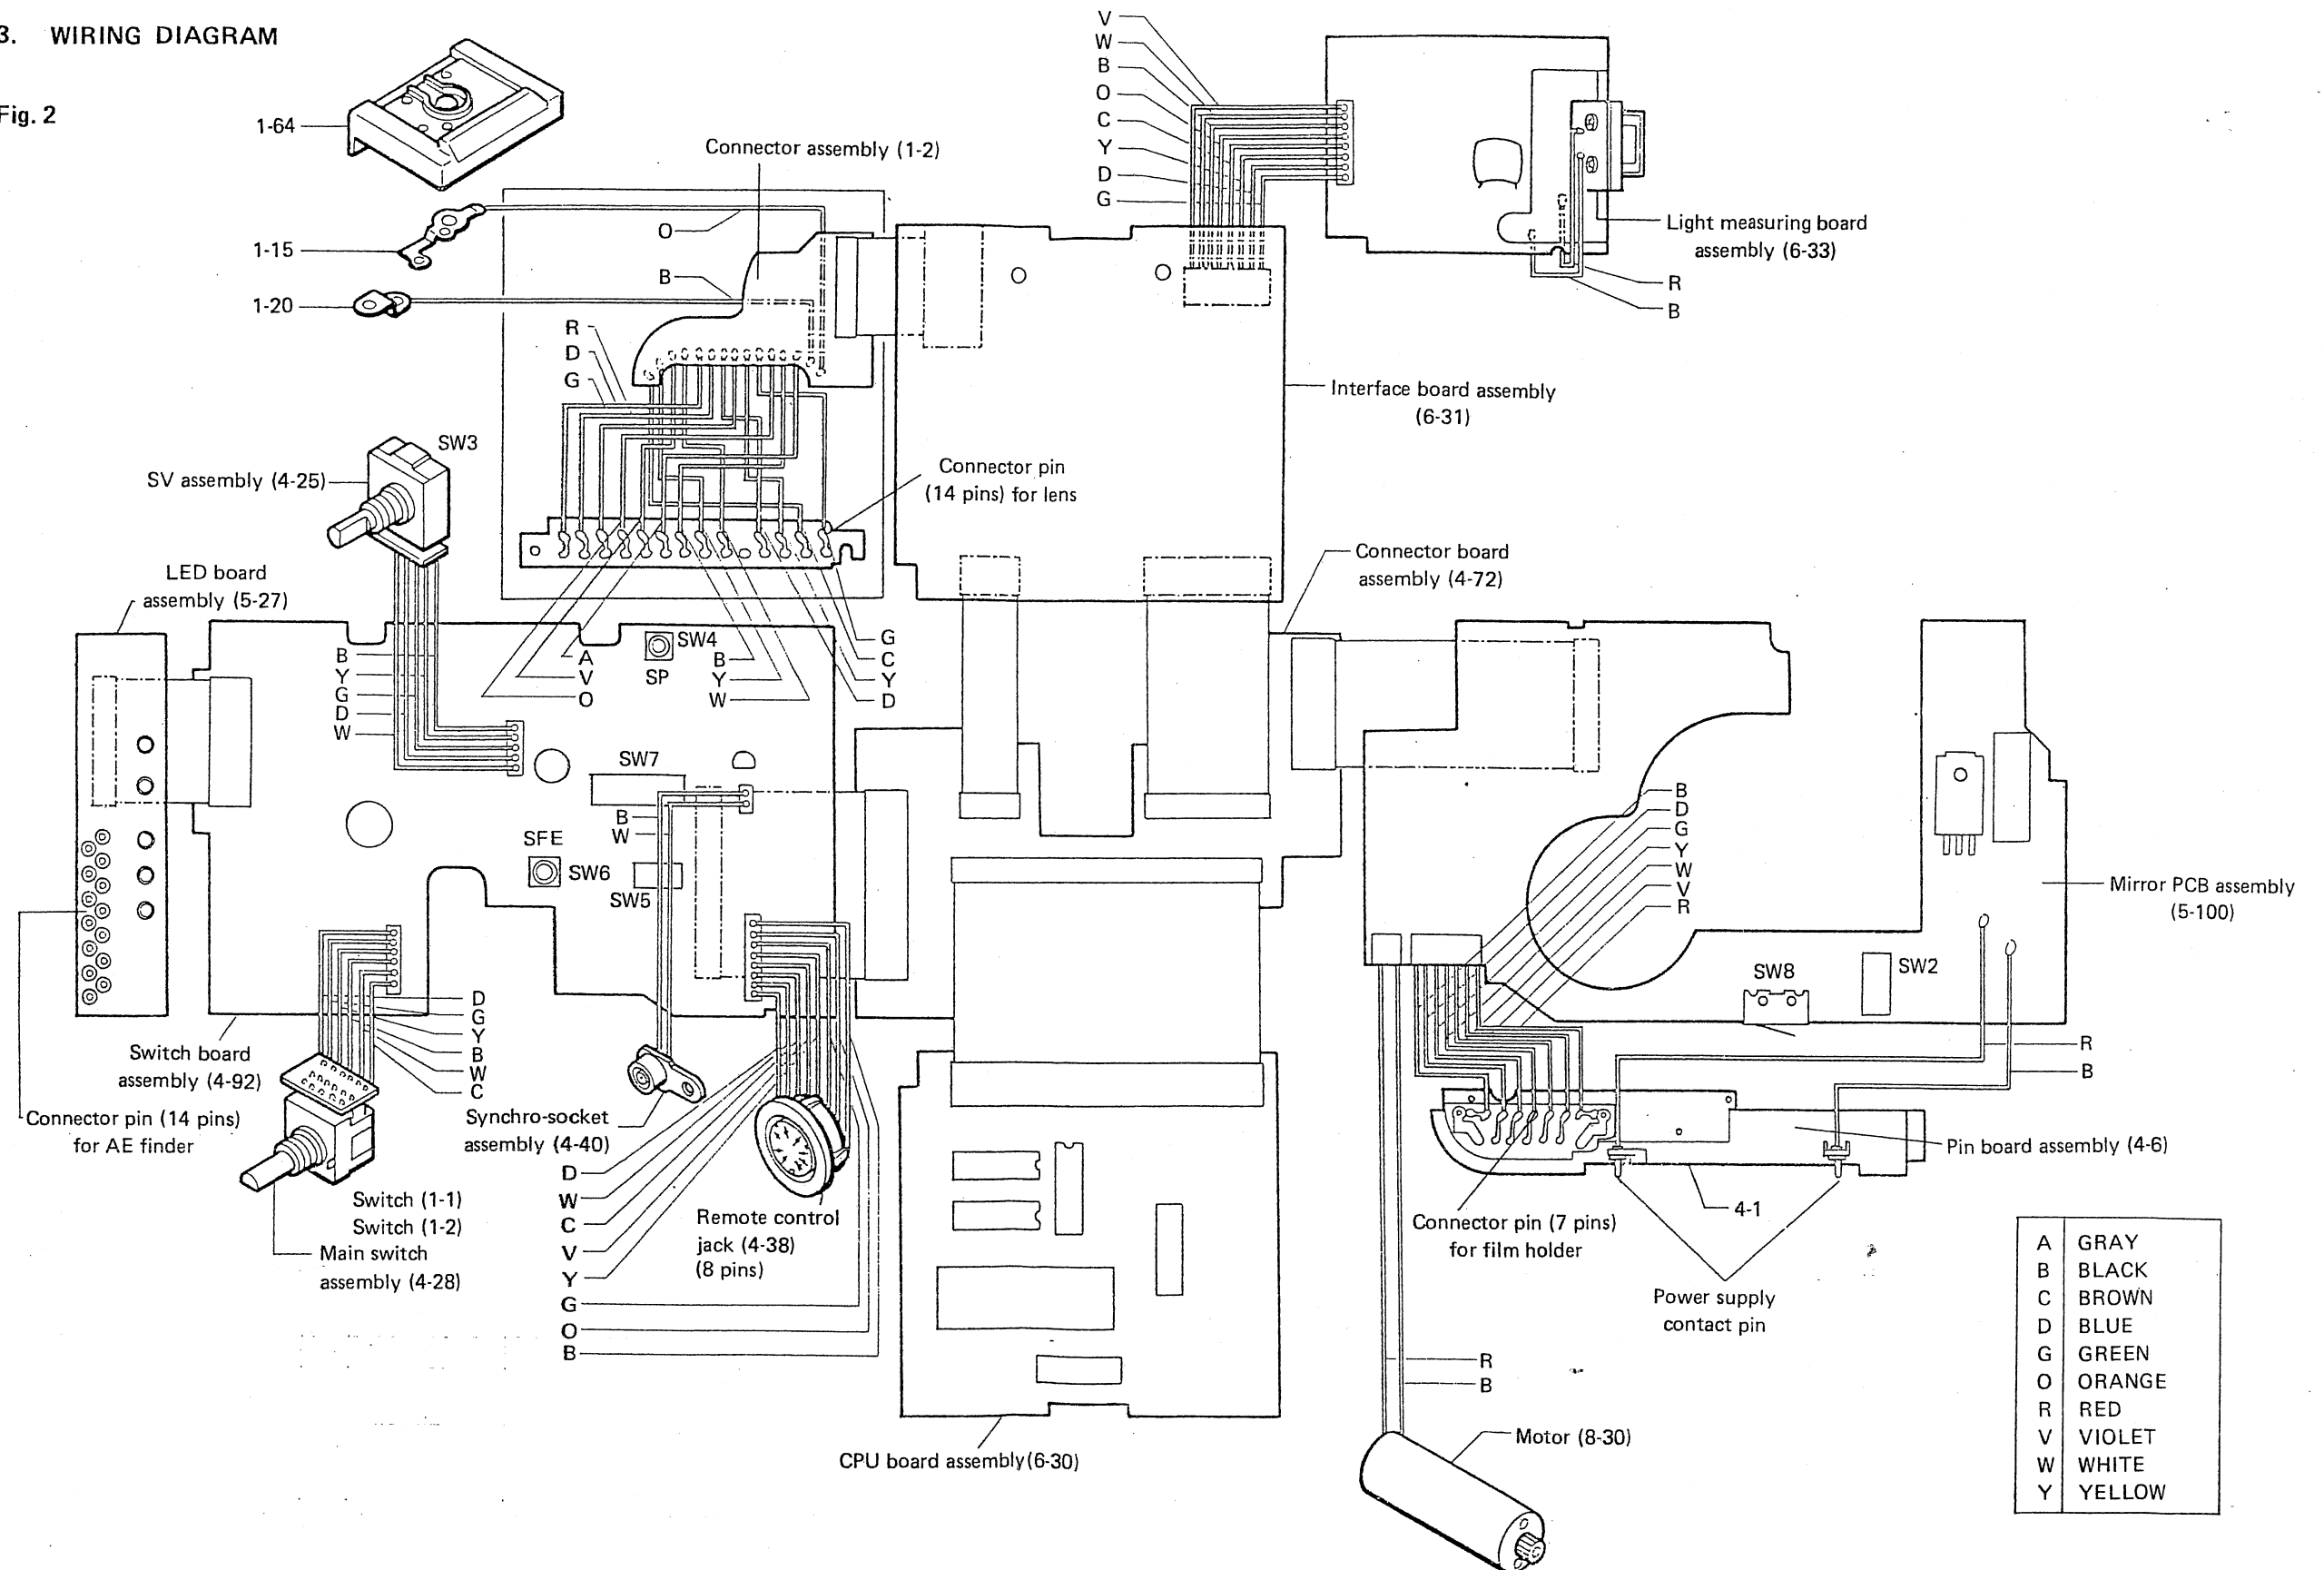 3. WIRING DIAGRAM
Fig. 2
1-64
Connector assembly (1-2)
1-15
O
1-20
B
R
D
G
V
W
B
O
C
Y
D
G
Light measuring board
assembly (6-33)
R
B
Interface board assembly
(6-31)
SW3
SV assembly (4-25)
Connector pin
(14 pins) for lens
Connector board
assembly (4-72)
LED board
assembly (5-27)
B
Y
G
D
W
A
V
O
SW4
SP
B
Y
W
G
C
Y
D
SW7
B
W
SFE
SW6
SW5
B
D
G
Y
W
V
R
Mirror PCB assembly
(5-100)
SW8
SW2
D
G
Y
B
W
C
Switch board
assembly (4-92)
Connector pin (14 pins)
for AE finder
Switch (1-1)
Switch (1-2)
Main switch
assembly (4-28)
Synchro-socket
assembly (4-40)
D
W
C
V
Y
G
O
B
Remote control
jack (4-38)
(8 pins)
R
B
Pin board assembly (4-6)
4-1
Connector pin (7 pins)
for film holder
Power supply
contact pin
R
B
Motor (8-30)
CPU board assembly(6-30)
A GRAY
B BLACK
C BROWN
D BLUE
G GREEN
O ORANGE
R RED
V VIOLET
W WHITE
Y YELLOW